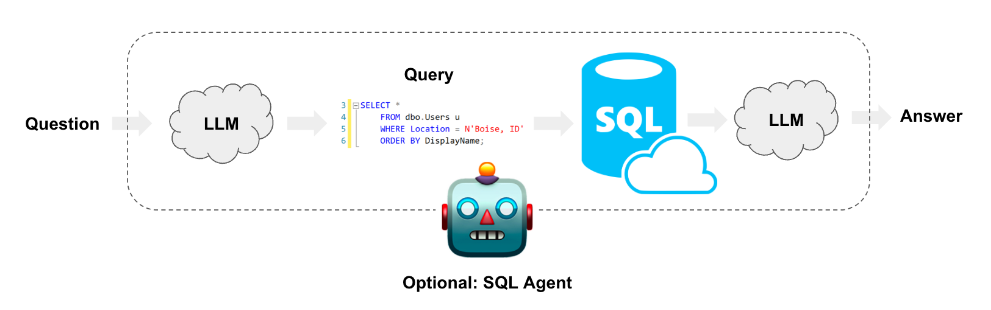 Query
Question
LLM
3 SELECT *
4 FROM dbo.Users u
5 WHERE Location = N'Boise, ID'
6 ORDER BY DisplayName;
SQL
LLM
Answer
Optional: SQL Agent